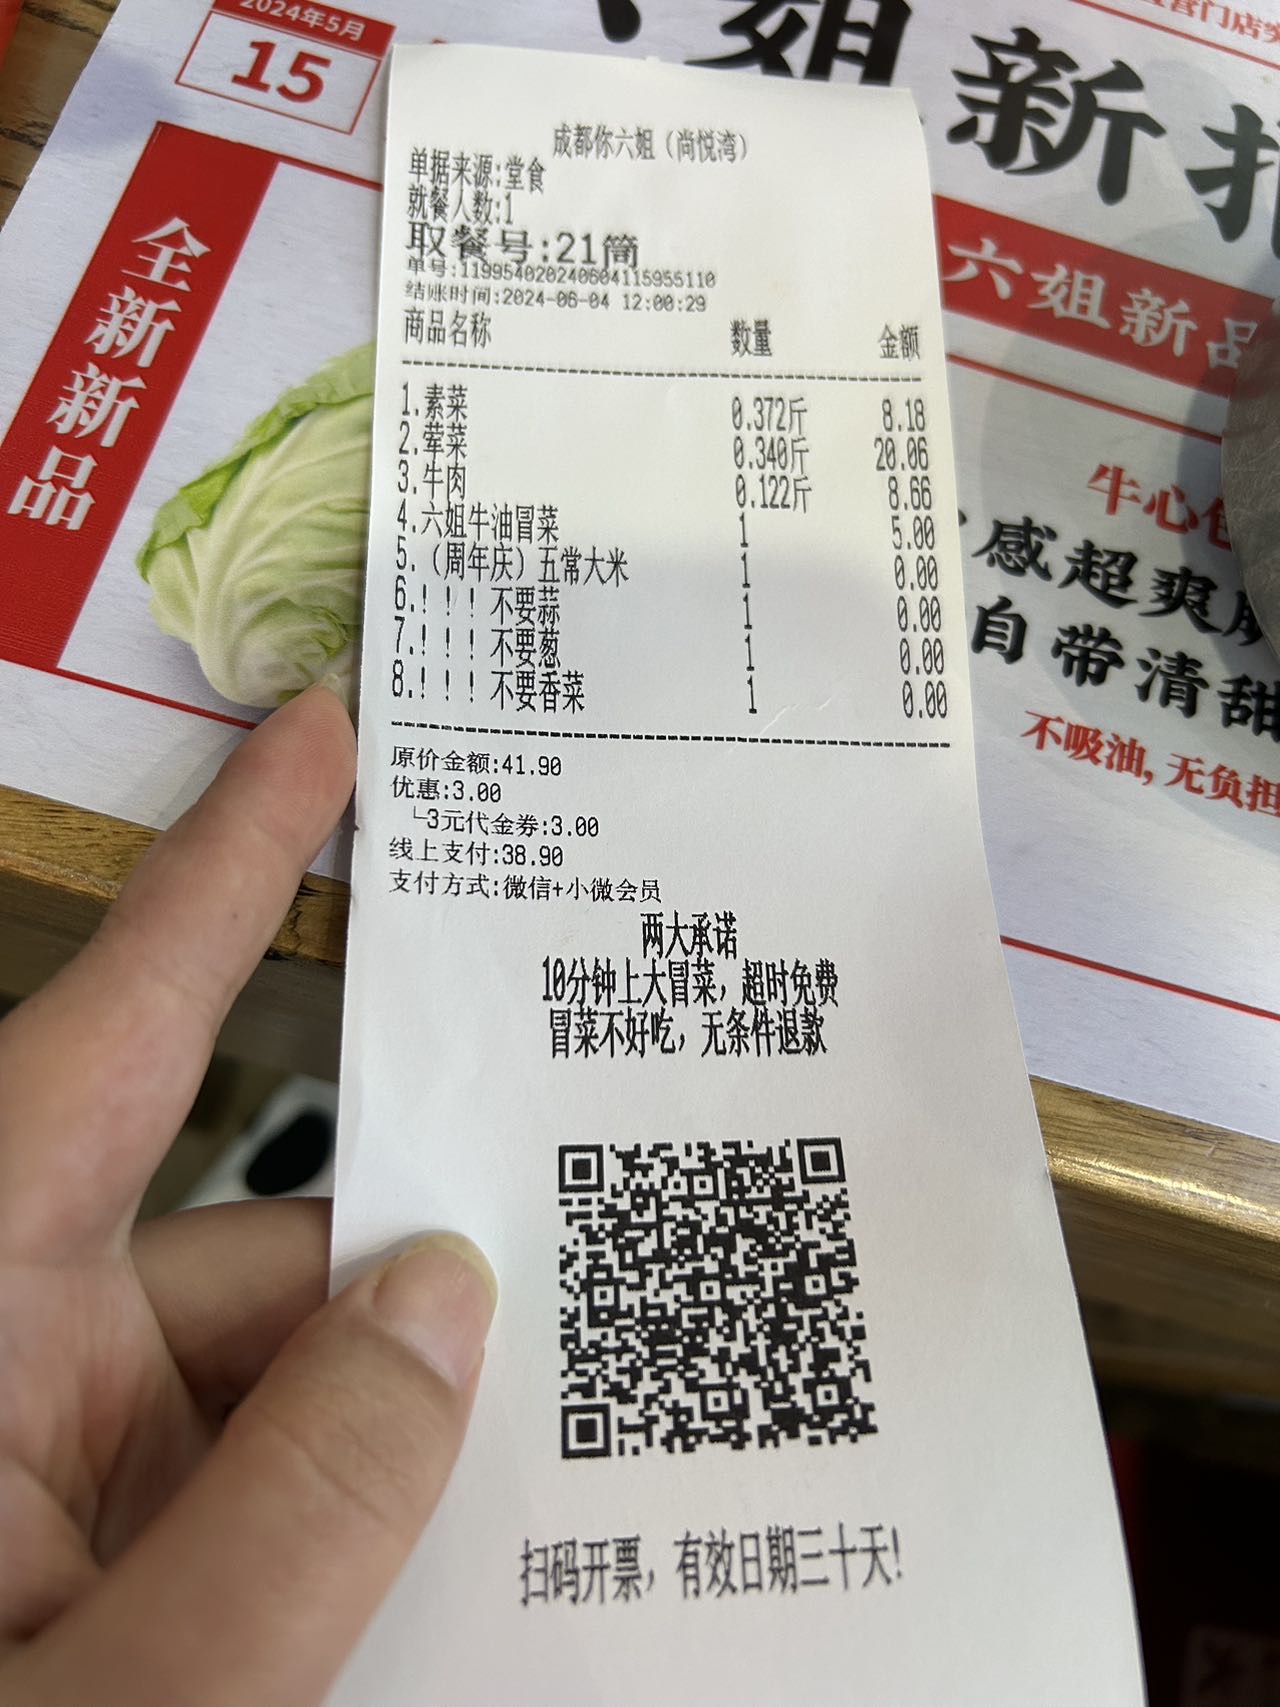 2024年5月
15
全新新品
姐新
六姐新品
牛心
感超爽
自带清甜
不吸油,无负担
成都你六姐（尚悦湾）
单据来源:堂食
就餐人数:1
取餐号:21筒
单号:11995402024060411595​5110
结账时间:2024-06-04 12:00:29
商品名称 数量 金额
1.素菜 0.372斤 8.18
2.荤菜 0.340斤 20.06
3.牛肉 0.122斤 8.66
4.六姐牛油冒菜 1 5.00
5.（周年庆）五常大米 1 0.00
6.！！！不要蒜 1 0.00
7.！！！不要葱 1 0.00
8.！！！不要香菜 1 0.00
原价金额:41.90
优惠:3.00
└3元代金券:3.00
线上支付:38.90
支付方式:微信+小微会员
两大承诺
10分钟上大冒菜，超时免费
冒菜不好吃，无条件退款
扫码开票，有效日期三十天!